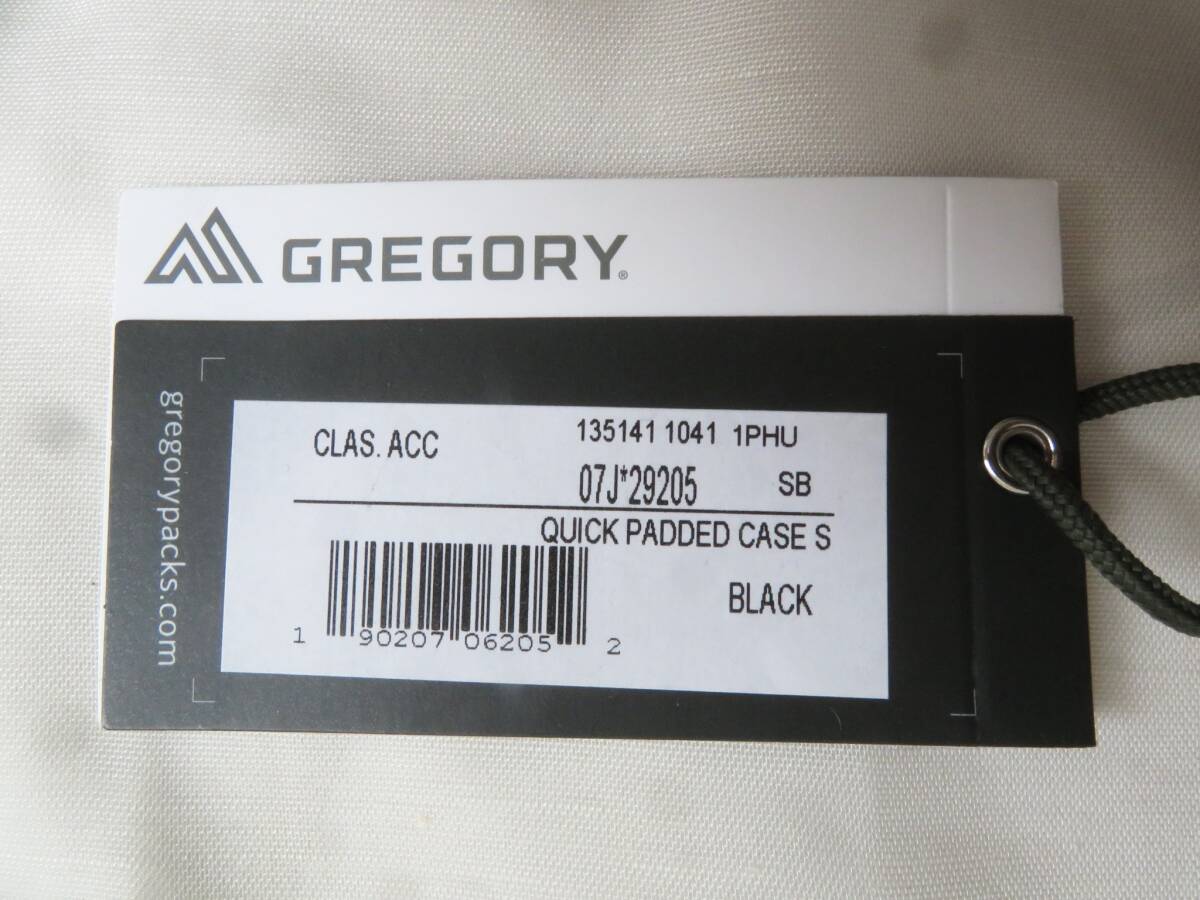 GREGORY®
gregorypacks.com
CLAS. ACC
135141 1041 1PHU
07J*29205 SB
QUICK PADDED CASE S
BLACK
1 90207 06205 2